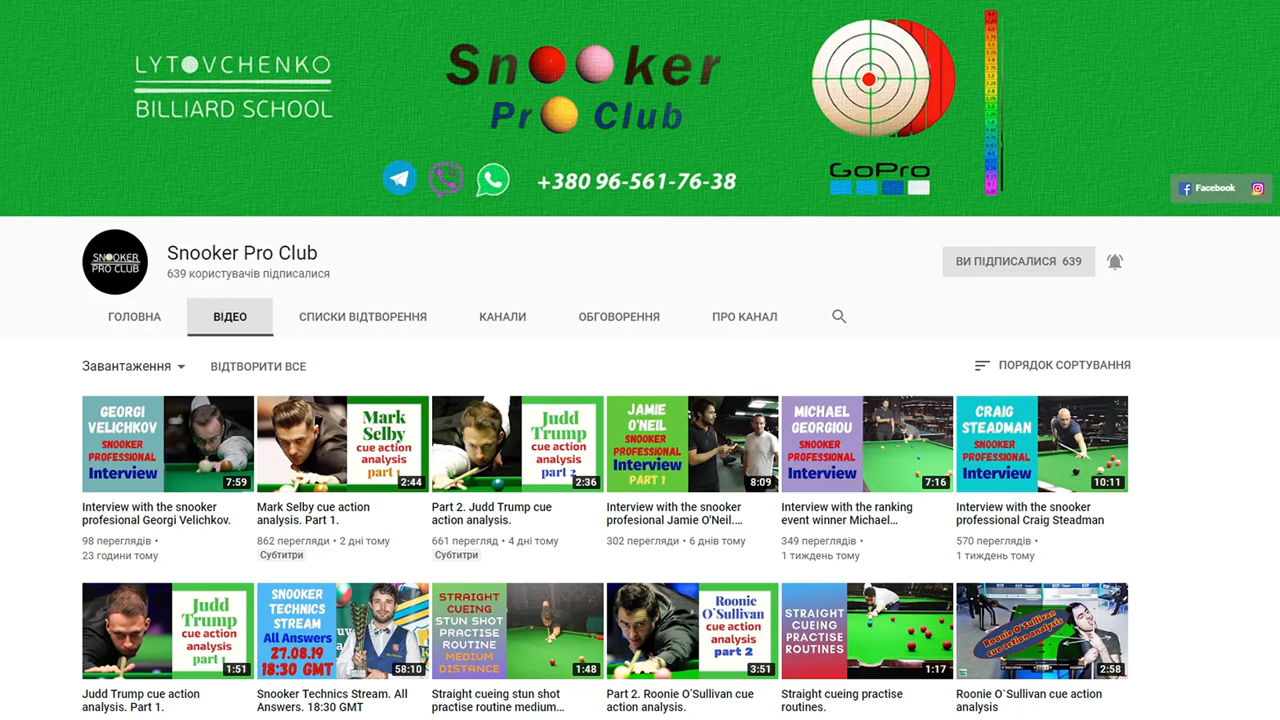 LYTOVCHENKO
BILLIARD SCHOOL
Snooker
Pro Club
+380 96-561-76-38
GoPro
Facebook
SNOOKER
PRO CLUB
Snooker Pro Club
639 користувачів підписалися
ВИ ПІДПИСАЛИСЯ 639
ГОЛОВНА
ВІДЕО
СПИСКИ ВІДТВОРЕННЯ
КАНАЛИ
ОБГОВОРЕННЯ
ПРО КАНАЛ
Завантаження
ВІДТВОРИТИ ВСЕ
ПОРЯДОК СОРТУВАННЯ
GEORGI
VELICHKOV
SNOOKER
PROFESSIONAL
Interview
7:59
Interview with the snooker
profesional Georgi Velichkov.
98 переглядів •
23 години тому
Mark
Selby
cue action
analysis
part 1
2:44
Mark Selby cue action
analysis. Part 1.
862 перегляди • 2 дні тому
Субтитри
Judd
Trump
cue action
analysis
part 2
2:36
Part 2. Judd Trump cue
action analysis.
661 перегляд • 4 дні тому
Субтитри
JAMIE
O'NEIL
SNOOKER
PROFESSIONAL
Interview
PART 1
8:09
Interview with the snooker
profesional Jamie O'Neil....
302 перегляди • 6 днів тому
MICHAEL
GEORGIOU
SNOOKER
PROFESSIONAL
Interview
7:16
Interview with the ranking
event winner Michael...
349 переглядів •
1 тиждень тому
CRAIG
STEADMAN
SNOOKER
PROFESSIONAL
Interview
10:11
Interview with the snooker
professional Craig Steadman
570 переглядів •
1 тиждень тому
Judd
Trump
cue action
analysis
part 1
1:51
Judd Trump cue action
analysis. Part 1.
SNOOKER
TECHNICS
STREAM
All Answers
27.08.19
18:30 GMT
58:10
Snooker Technics Stream. All
Answers. 18:30 GMT
STRAIGHT
CUEING
STUN SHOT
PRACTISE
ROUTINE
MEDIUM
DISTANCE
1:48
Straight cueing stun shot
practise routine medium...
Roonie
O`Sullivan
cue action
analysis
part 2
3:51
Part 2. Roonie O´Sullivan cue
action analysis.
STRAIGHT
CUEING
PRACTISE
ROUTINES
1:17
Straight cueing practise
routines.
Roonie O`Sullivan
cue action analysis
2:58
Roonie O`Sullivan cue action
analysis